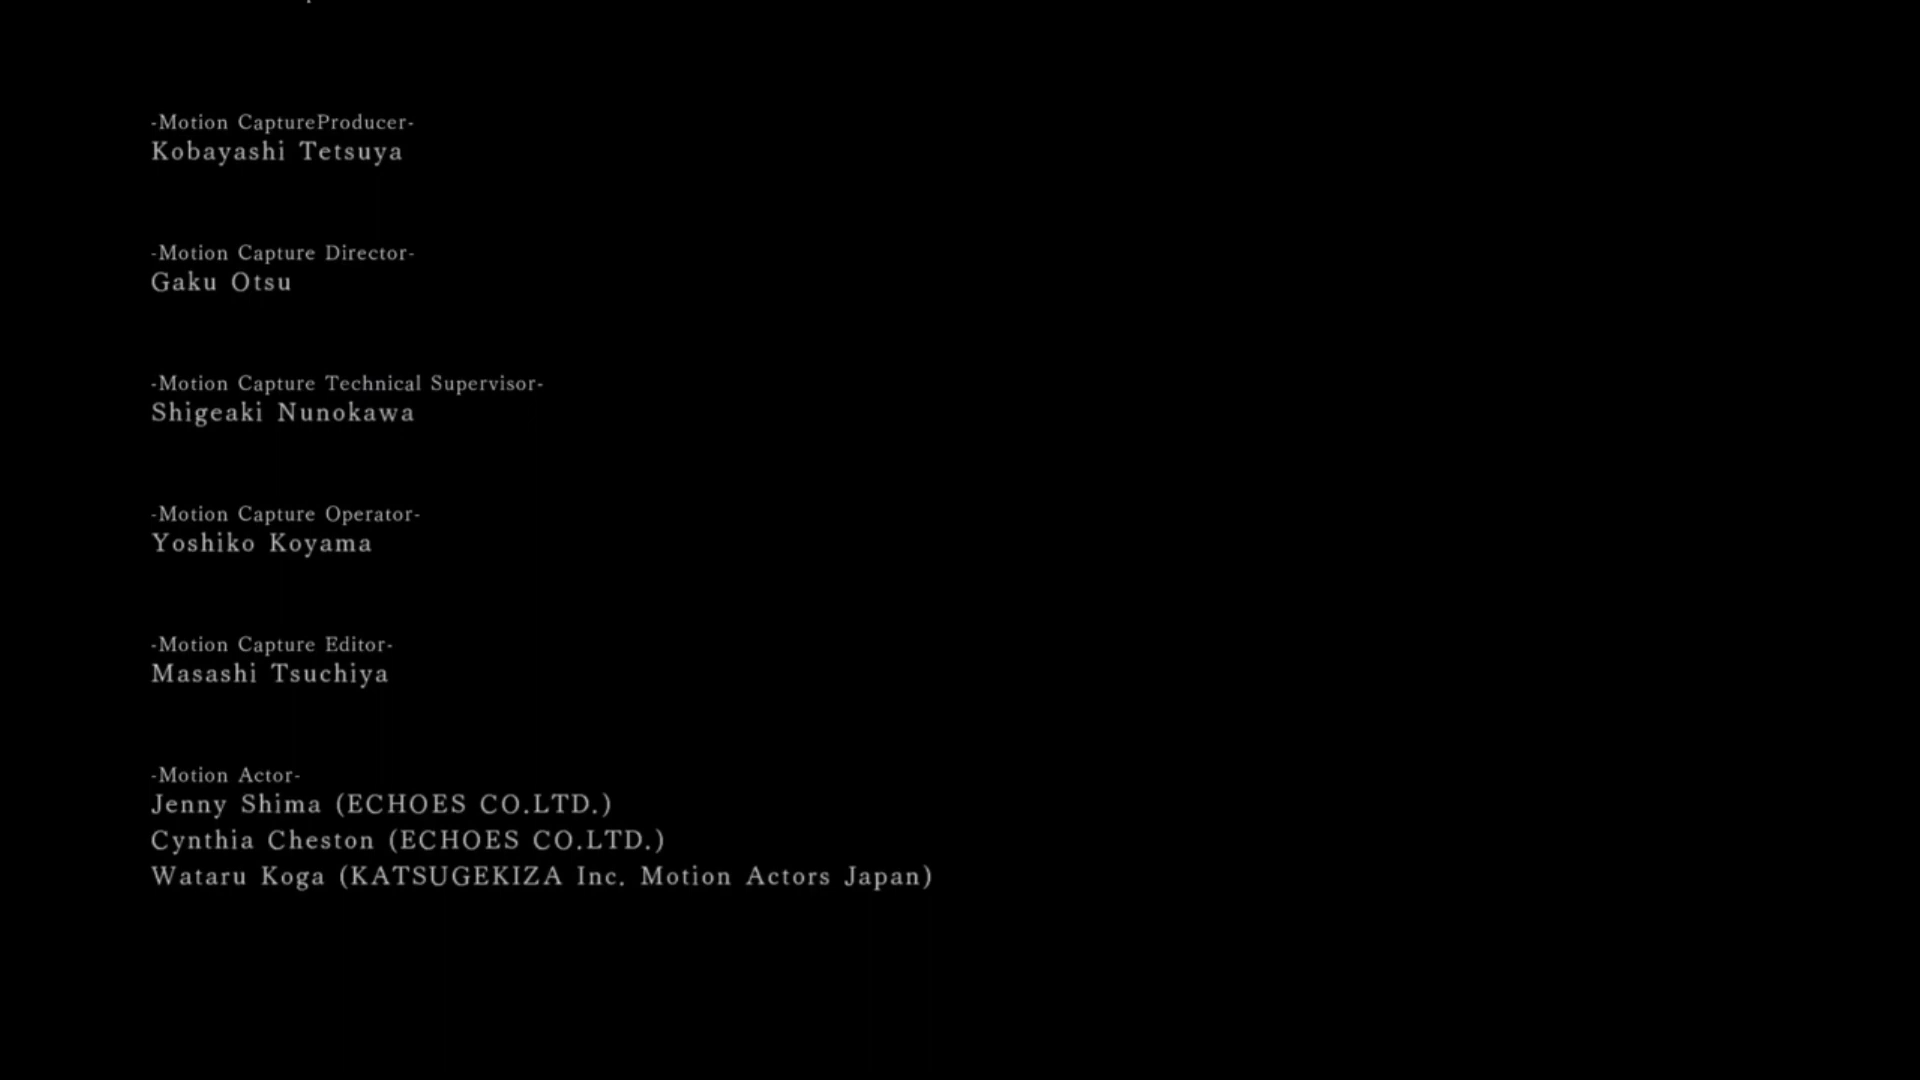 -Motion CaptureProducer-
Kobayashi Tetsuya
-Motion Capture Director-
Gaku Otsu
-Motion Capture Technical Supervisor-
Shigeaki Nunokawa
-Motion Capture Operator-
Yoshiko Koyama
-Motion Capture Editor-
Masashi Tsuchiya
-Motion Actor-
Jenny Shima (ECHOES CO.LTD.)
Cynthia Cheston (ECHOES CO.LTD.)
Wataru Koga (KATSUGEKIZA Inc. Motion Actors Japan)